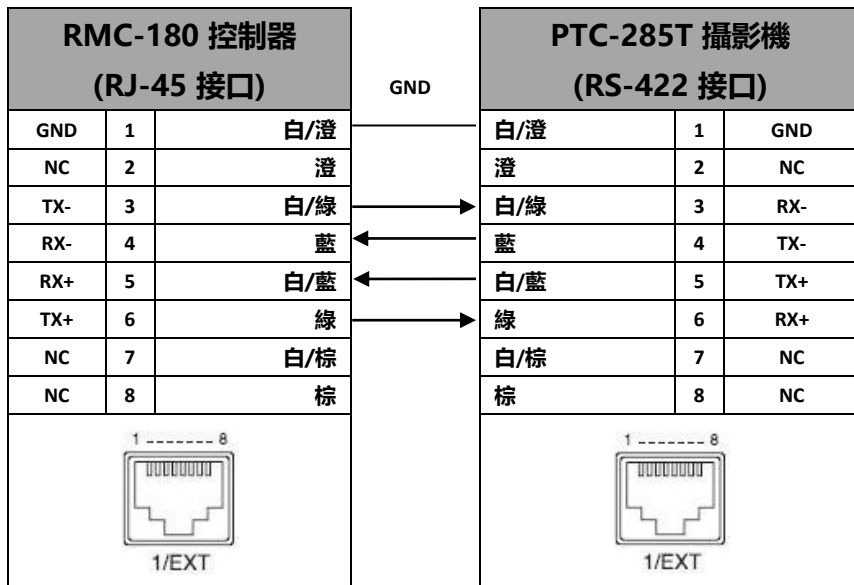 RMC-180 控制器
(RJ-45 接口)
GND
PTC-285T 攝影機
(RS-422 接口)
GND 1 白/澄 白/澄 1 GND
NC 2 澄 澄 2 NC
TX- 3 白/綠 白/綠 3 RX-
RX- 4 藍 藍 4 TX-
RX+ 5 白/藍 白/藍 5 TX+
TX+ 6 綠 綠 6 RX+
NC 7 白/棕 白/棕 7 NC
NC 8 棕 棕 8 NC
1 ------- 8 1 ------- 8
1/EXT 1/EXT